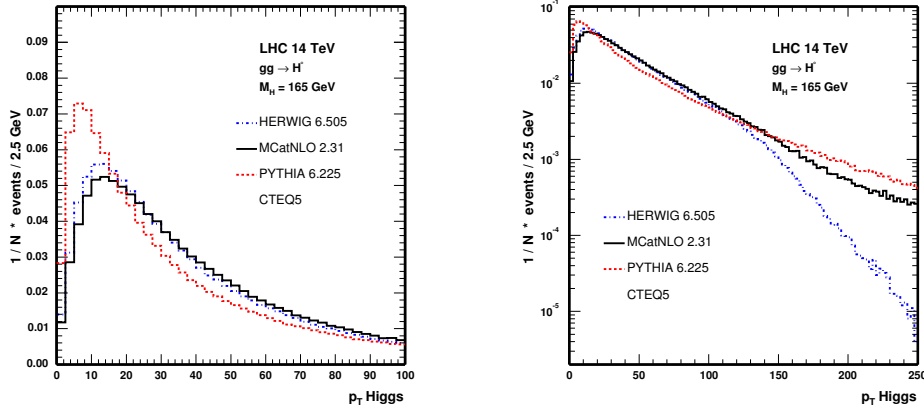 1 / N * events / 2.5 GeV
0.09
0.08
0.07
0.06
0.05
0.04
0.03
0.02
0.01
0.00
LHC 14 TeV
gg → H
M_H = 165 GeV
HERWIG 6.505
MCatNLO 2.31
PYTHIA 6.225
CTEQ5
0 10 20 30 40 50 60 70 80 90 100
p_T Higgs
1 / N * events / 2.5 GeV
10^-1
10^-2
10^-3
10^-4
10^-5
LHC 14 TeV
gg → H
M_H = 165 GeV
HERWIG 6.505
MCatNLO 2.31
PYTHIA 6.225
CTEQ5
0 50 100 150 200 250
p_T Higgs